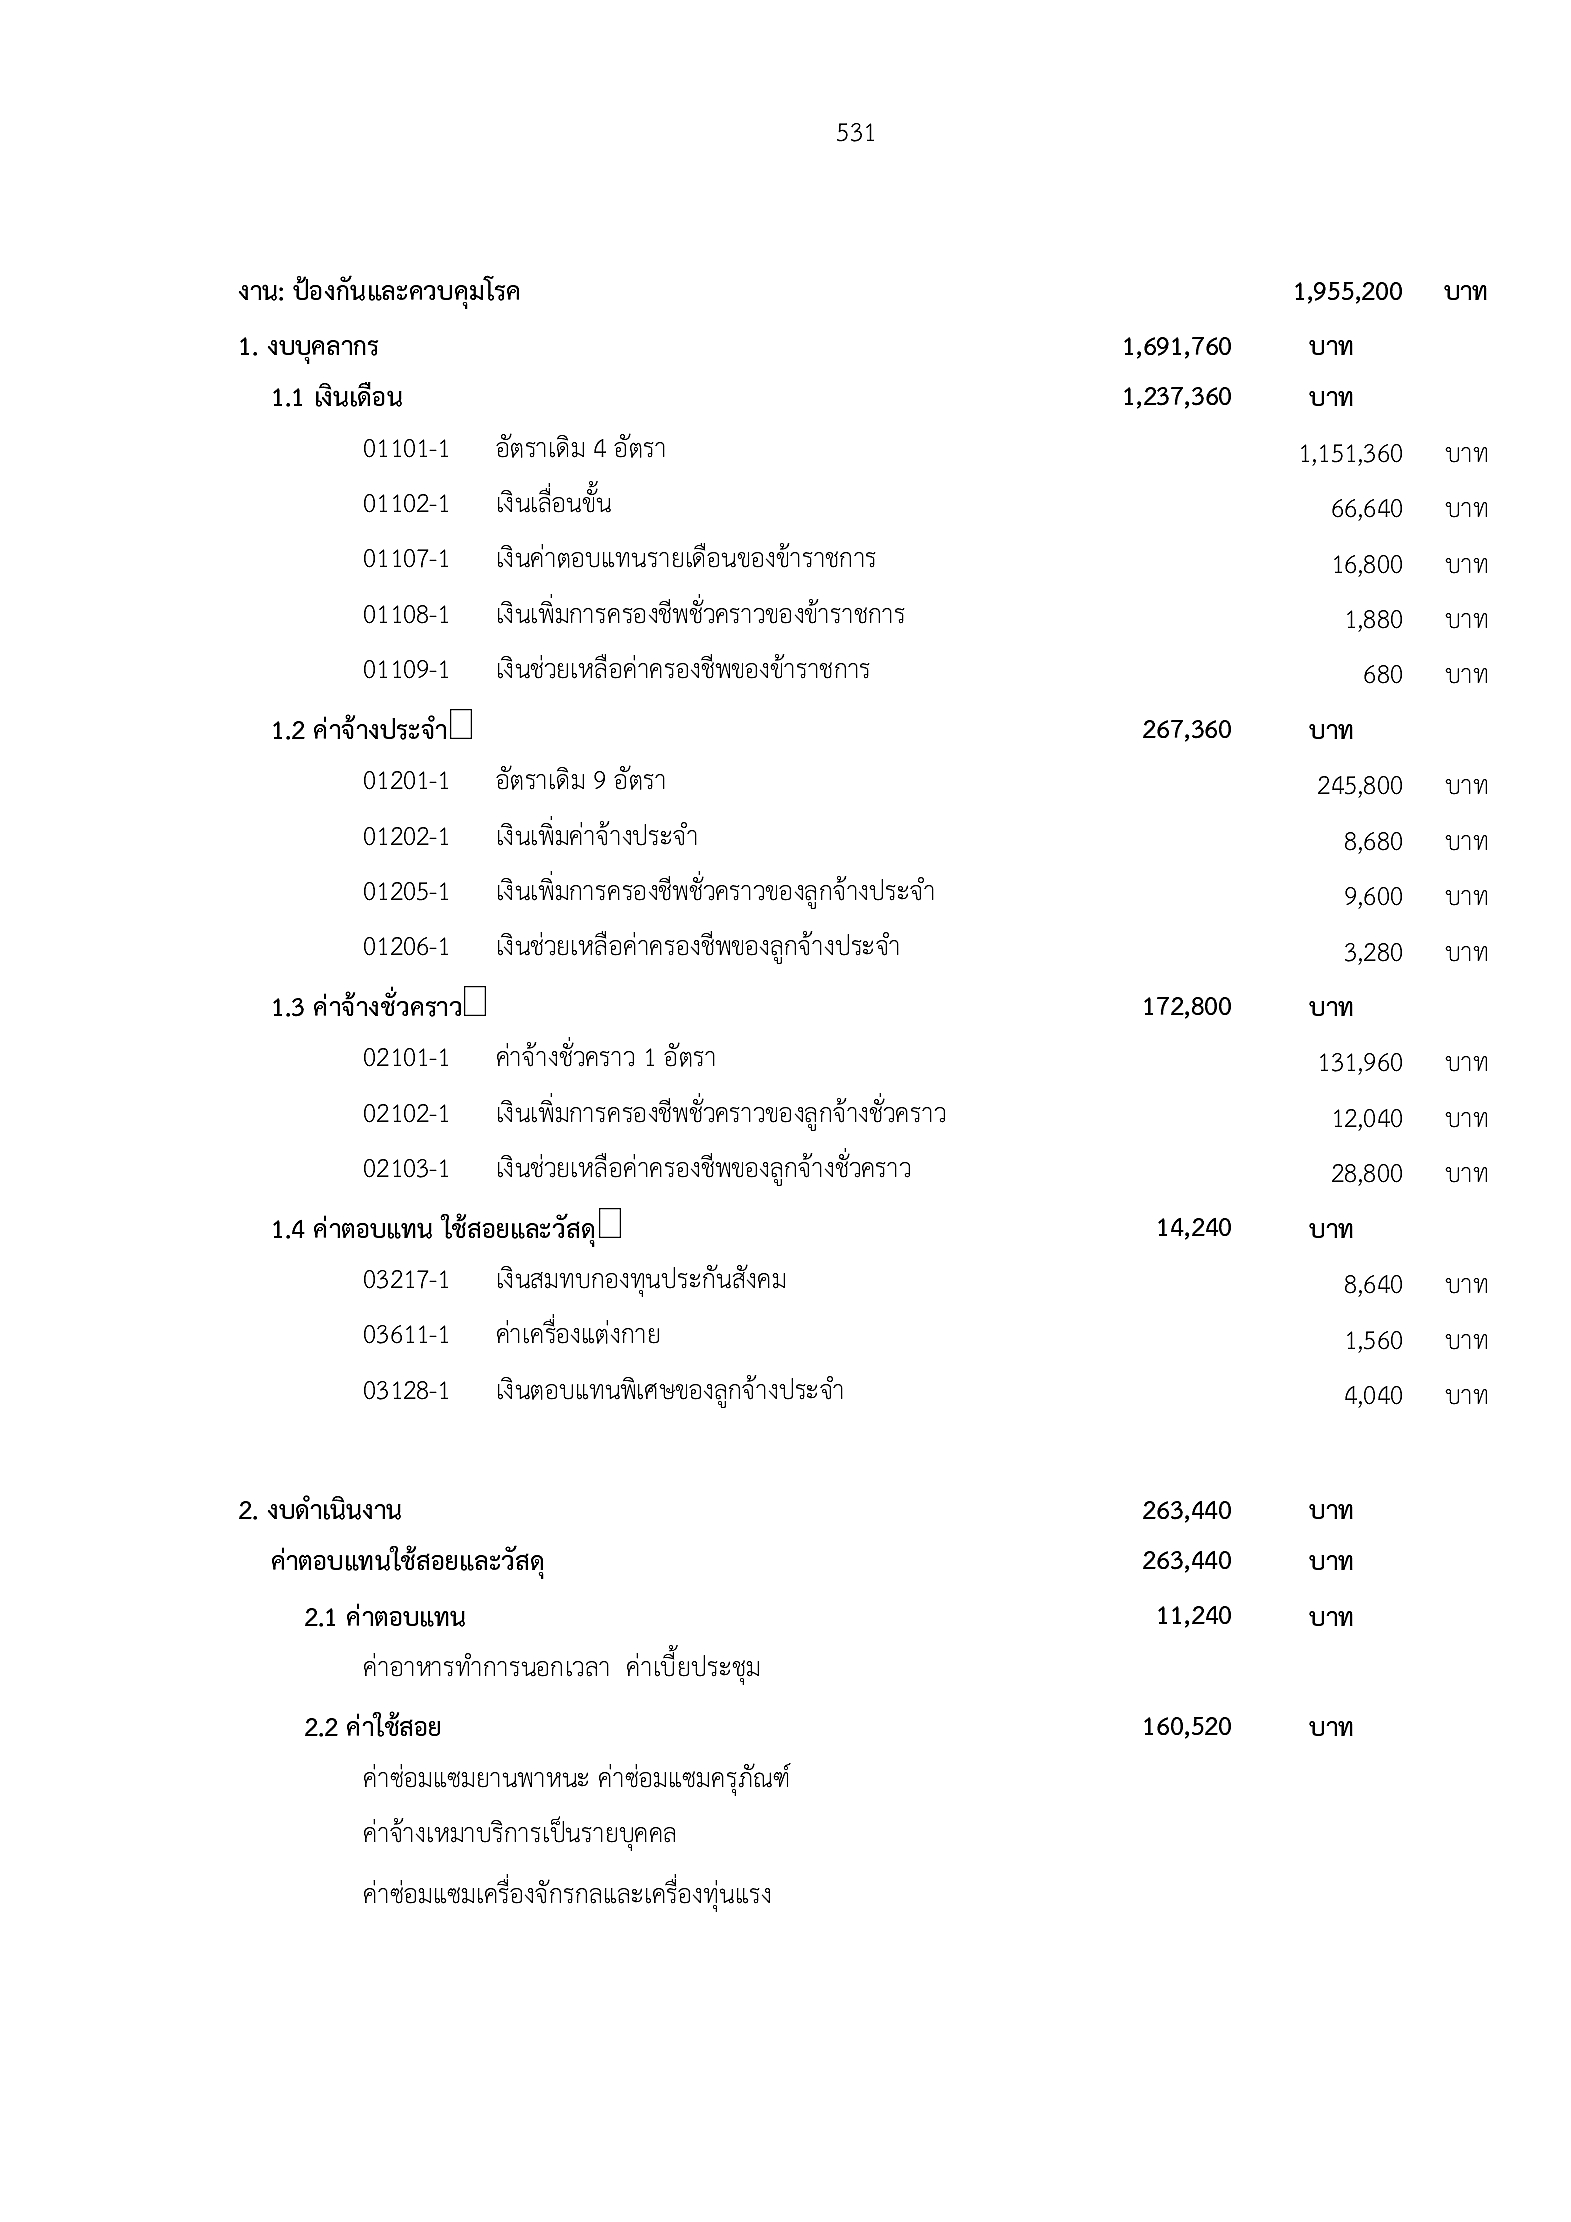 531
งาน: ป้องกันและควบคุมโรค 1,955,200 บาท
1. งบบุคลากร 1,691,760 บาท
1.1 เงินเดือน 1,237,360 บาท
01101-1 อัตราเดิม 4 อัตรา 1,151,360 บาท
01102-1 เงินเลื่อนขั้น 66,640 บาท
01107-1 เงินค่าตอบแทนรายเดือนของข้าราชการ 16,800 บาท
01108-1 เงินเพิ่มการครองชีพชั่วคราวของข้าราชการ 1,880 บาท
01109-1 เงินช่วยเหลือค่าครองชีพของข้าราชการ 680 บาท
1.2 ค่าจ้างประจำ 267,360 บาท
01201-1 อัตราเดิม 9 อัตรา 245,800 บาท
01202-1 เงินเพิ่มค่าจ้างประจำ 8,680 บาท
01205-1 เงินเพิ่มการครองชีพชั่วคราวของลูกจ้างประจำ 9,600 บาท
01206-1 เงินช่วยเหลือค่าครองชีพของลูกจ้างประจำ 3,280 บาท
1.3 ค่าจ้างชั่วคราว 172,800 บาท
02101-1 ค่าจ้างชั่วคราว 1 อัตรา 131,960 บาท
02102-1 เงินเพิ่มการครองชีพชั่วคราวของลูกจ้างชั่วคราว 12,040 บาท
02103-1 เงินช่วยเหลือค่าครองชีพของลูกจ้างชั่วคราว 28,800 บาท
1.4 ค่าตอบแทน ใช้สอยและวัสดุ 14,240 บาท
03217-1 เงินสมทบกองทุนประกันสังคม 8,640 บาท
03611-1 ค่าเครื่องแต่งกาย 1,560 บาท
03128-1 เงินตอบแทนพิเศษของลูกจ้างประจำ 4,040 บาท
2. งบดำเนินงาน 263,440 บาท
ค่าตอบแทนใช้สอยและวัสดุ 263,440 บาท
2.1 ค่าตอบแทน 11,240 บาท
ค่าอาหารทำการนอกเวลา ค่าเบี้ยประชุม
2.2 ค่าใช้สอย 160,520 บาท
ค่าซ่อมแซมยานพาหนะ ค่าซ่อมแซมครุภัณฑ์
ค่าจ้างเหมาบริการเป็นรายบุคคล
ค่าซ่อมแซมเครื่องจักรกลและเครื่องทุ่นแรง